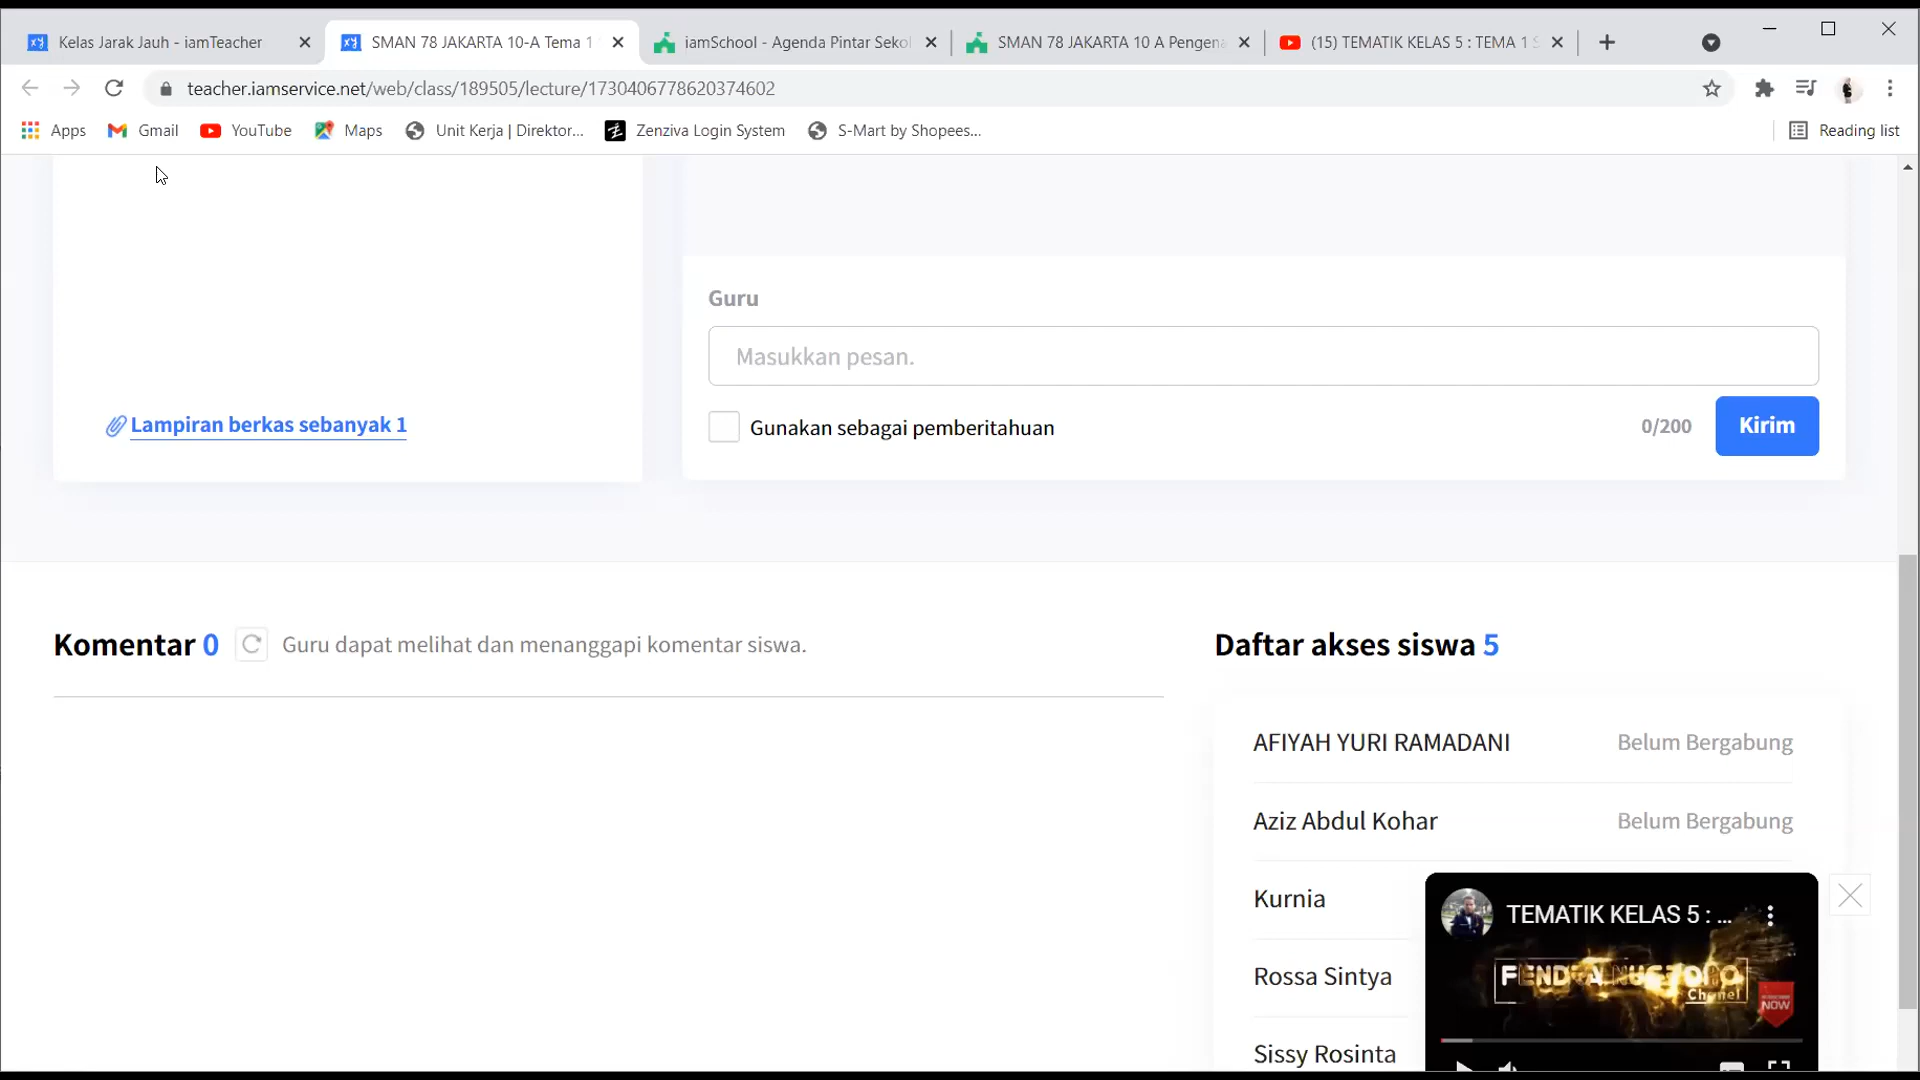 Kelas Jarak Jauh - iamTeacher
SMAN 78 JAKARTA 10-A Tema 1
iamSchool - Agenda Pintar Sekol
SMAN 78 JAKARTA 10 A Pengena
(15) TEMATIK KELAS 5 : TEMA 1 S
teacher.iamservice.net/web/class/189505/lecture/1730406778620374602
Apps
Gmail
YouTube
Maps
Unit Kerja | Direktor...
Zenziva Login System
S-Mart by Shopees...
Reading list
Guru
Masukkan pesan.
Lampiran berkas sebanyak 1
Gunakan sebagai pemberitahuan
0/200
Kirim
Komentar 0
Guru dapat melihat dan menanggapi komentar siswa.
Daftar akses siswa 5
AFIYAH YURI RAMADANI
Belum Bergabung
Aziz Abdul Kohar
Belum Bergabung
Kurnia
TEMATIK KELAS 5 : ...
Rossa Sintya
Chanel
NOW
Sissy Rosinta